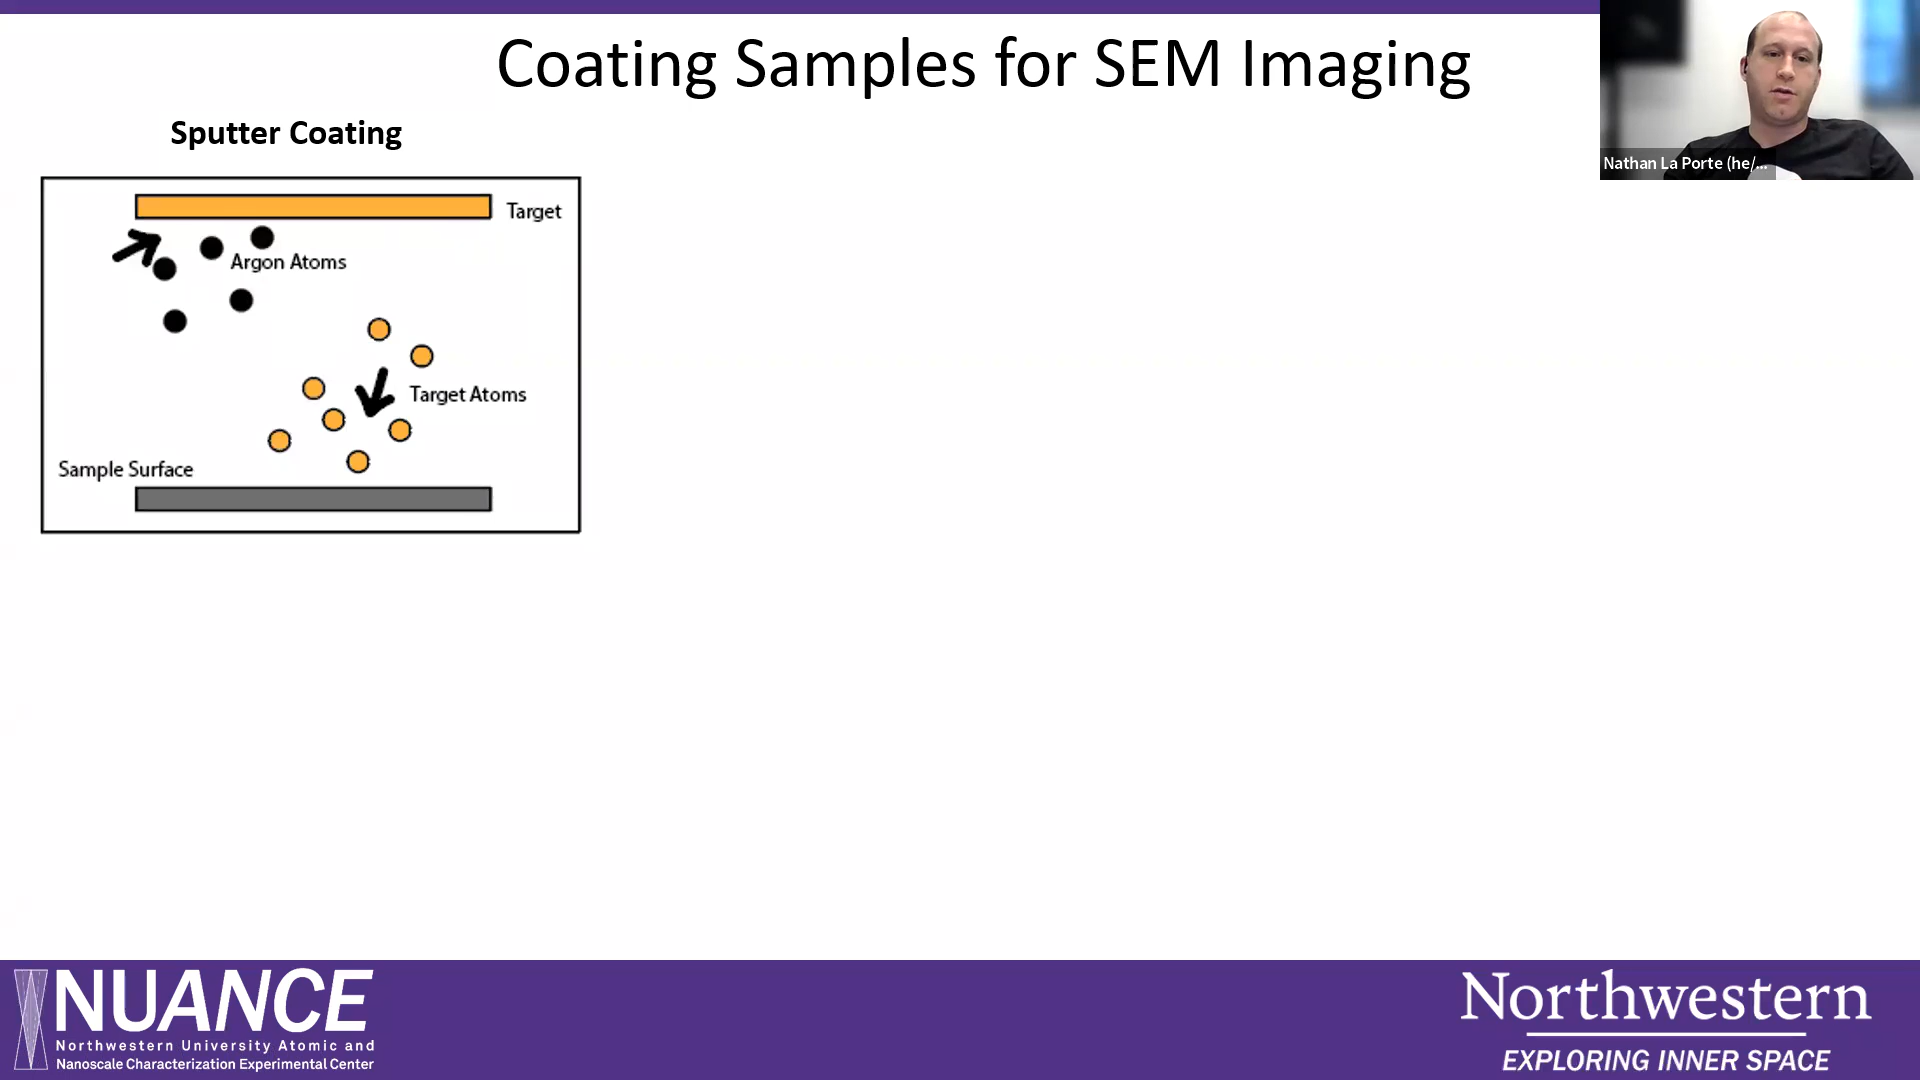 Coating Samples for SEM Imaging
Nathan La Porte (he/...
Sputter Coating
Target
Argon Atoms
Target Atoms
Sample Surface
NUANCE
Northwestern University Atomic and
Nanoscale Characterization Experimental Center
Northwestern
EXPLORING INNER SPACE